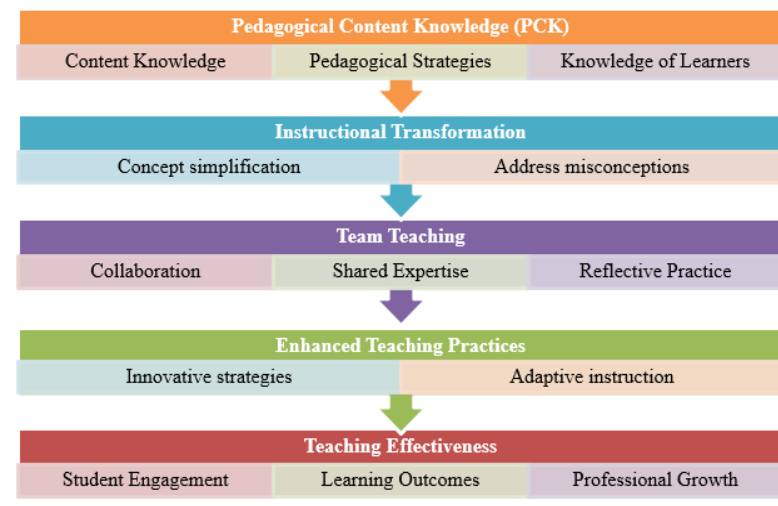 Pedagogical Content Knowledge (PCK)
Content Knowledge Pedagogical Strategies Knowledge of Learners
Instructional Transformation
Concept simplification Address misconceptions
Team Teaching
Collaboration Shared Expertise Reflective Practice
Enhanced Teaching Practices
Innovative strategies Adaptive instruction
Teaching Effectiveness
Student Engagement Learning Outcomes Professional Growth